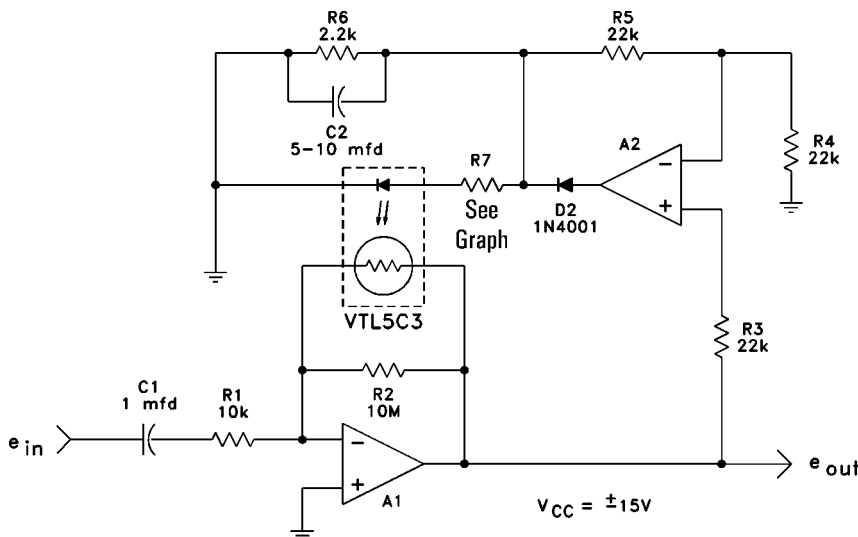 R6
2.2k
R5
22k
C2
5-10 mfd
A2
R4
22k
R7
See
Graph
D2
1N4001
-
+
VTL5C3
R3
22k
C1
1 mfd
R1
10k
R2
10M
e in
-
+
A1
e out
VCC = ±15V